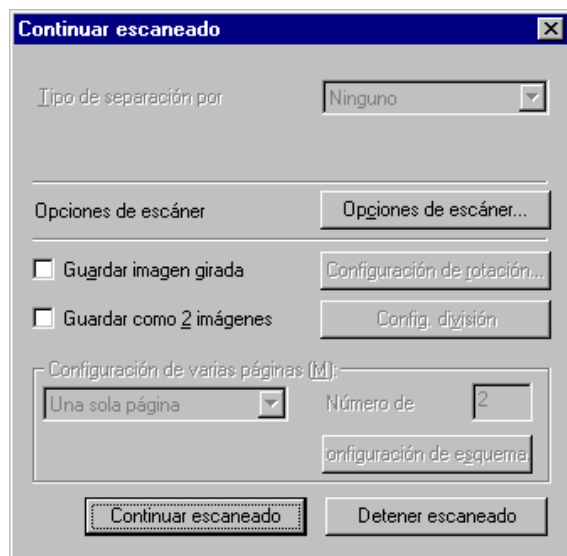 Continuar escaneado
Tipo de separación por Ninguno
Opciones de escáner Opciones de escáner...
Guardar imagen girada Configuración de rotación...
Guardar como 2 imágenes Config. división
Configuración de varias páginas (M):
Una sola página Número de 2
onfiguración de esquema.
Continuar escaneado Detener escaneado